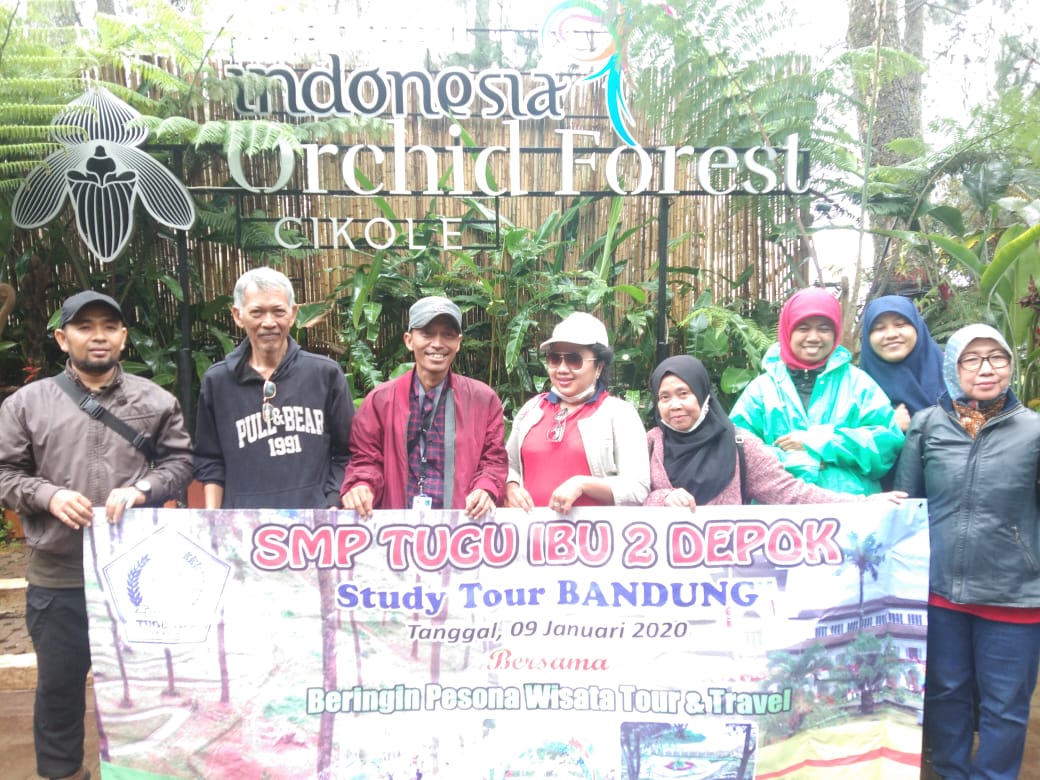 indonesia
Orchid Forest
CIKOLE
PULL&BEAR
1991
SMP TUGU IBU 2 DEPOK
Study Tour BANDUNG
Tanggal, 09 Januari 2020
Bersama
Beringin Pesona Wisata Tour & Travel